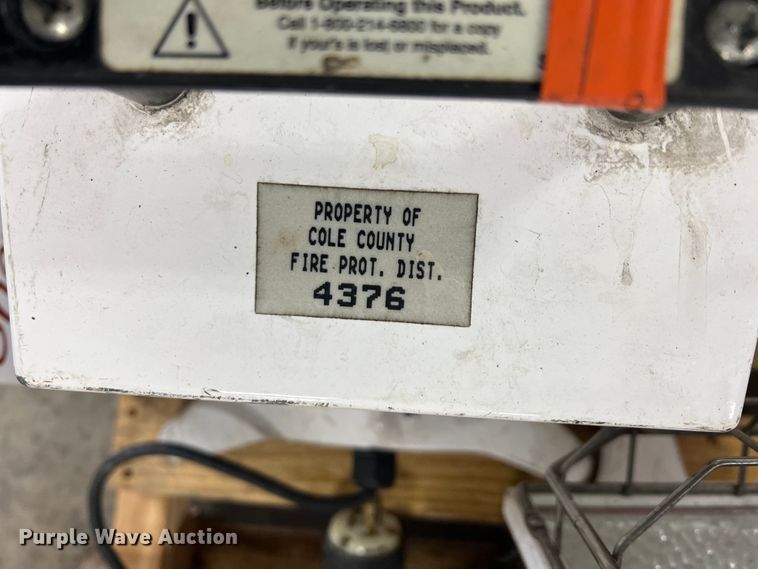 Before Operating this Product.
Call 1-800-214-6800 for a copy
if your's is lost or misplaced.
PROPERTY OF
COLE COUNTY
FIRE PROT. DIST.
4376
Purple Wave Auction